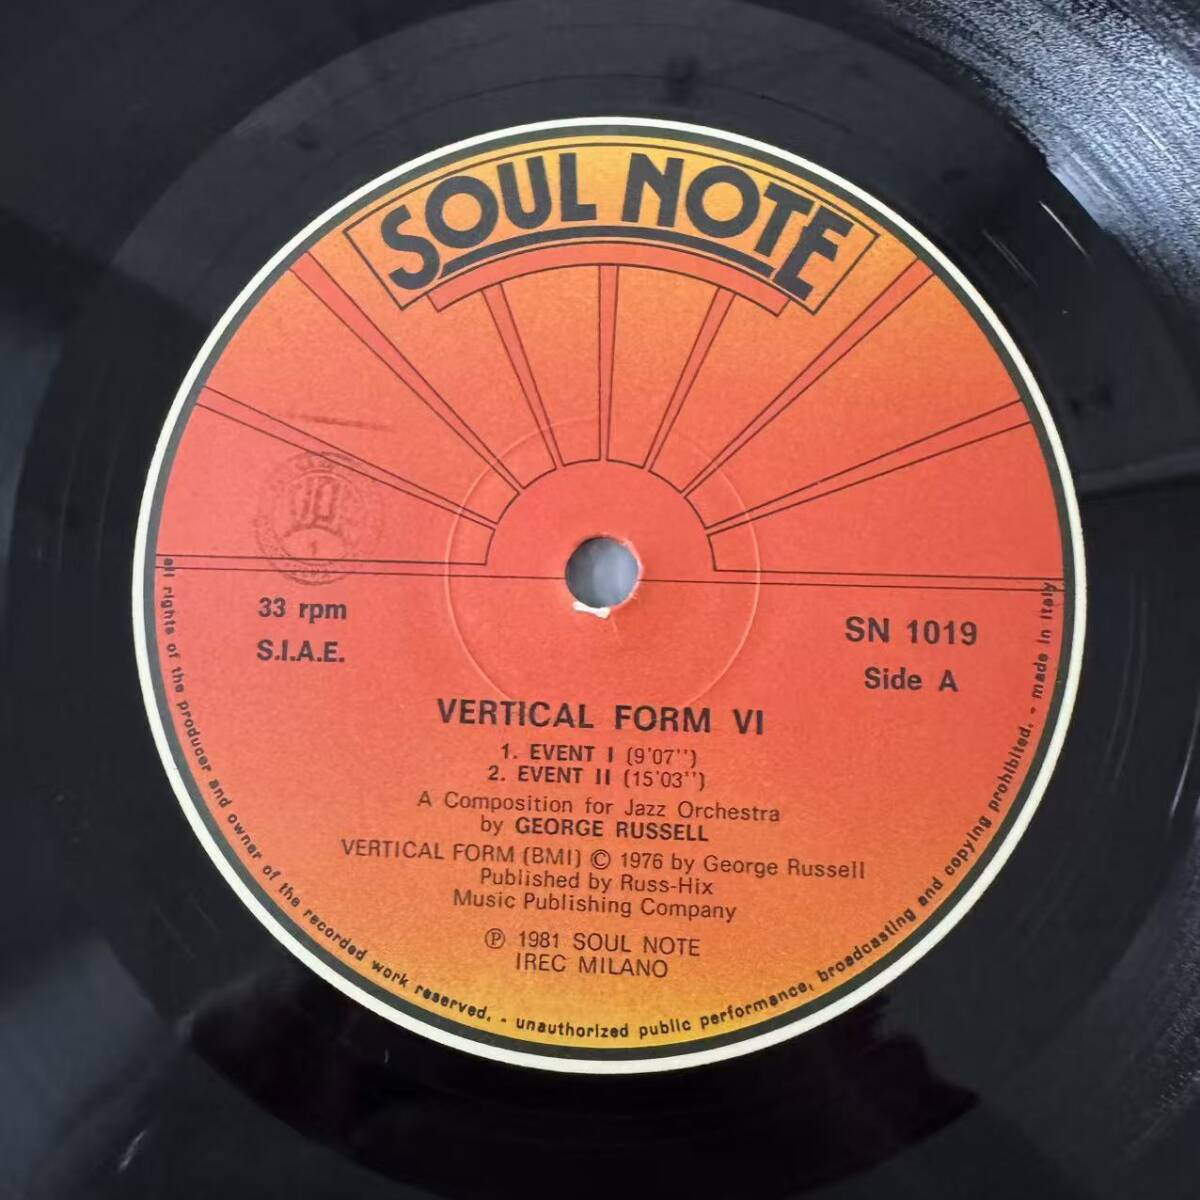 SOUL NOTE
33 rpm
S.I.A.E.
SN 1019
Side A
VERTICAL FORM VI
1. EVENT I (9'07'')
2. EVENT II (15'03'')
A Composition for Jazz Orchestra
by GEORGE RUSSELL
VERTICAL FORM (BMI) © 1976 by George Russell
Published by Russ-Hix
Music Publishing Company
℗ 1981 SOUL NOTE
IREC MILANO
all rights of the producer and owner of the recorded work reserved. - unauthorized public performance, broadcasting and copying prohibited. - made in Italy